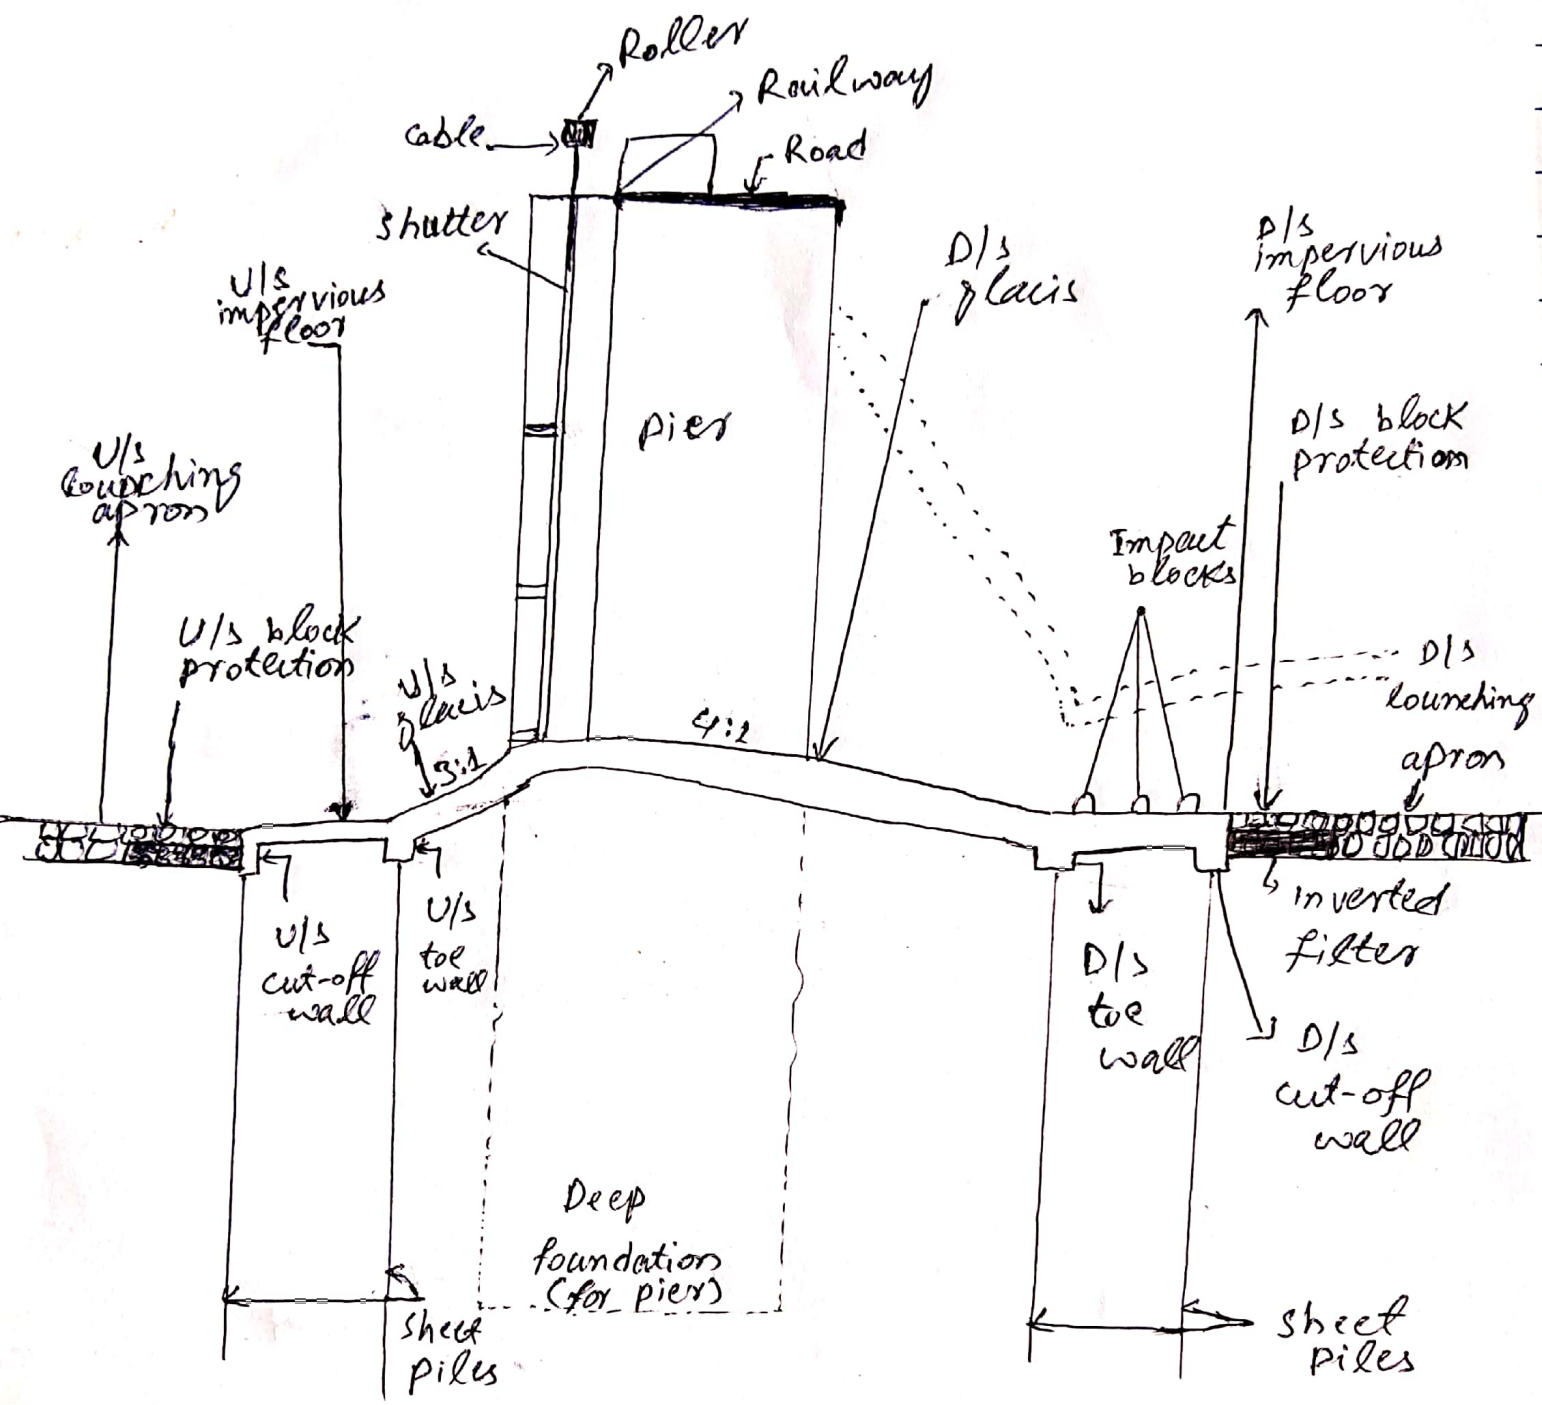 Roller
Railway
cable
Road
shutter
U/s
impervious
floor
D/s
glacis
D/s
impervious
floor
U/s
lounching
apron
pier
D/s block
protection
Impact
blocks
U/s block
protection
U/s
glacis
3:1
4:1
D/s
lounching
apron
U/s
cut-off
wall
U/s
toe
wall
D/s
toe
wall
inverted
filter
D/s
cut-off
wall
Deep
foundation
(for pier)
sheet
piles
sheet
piles